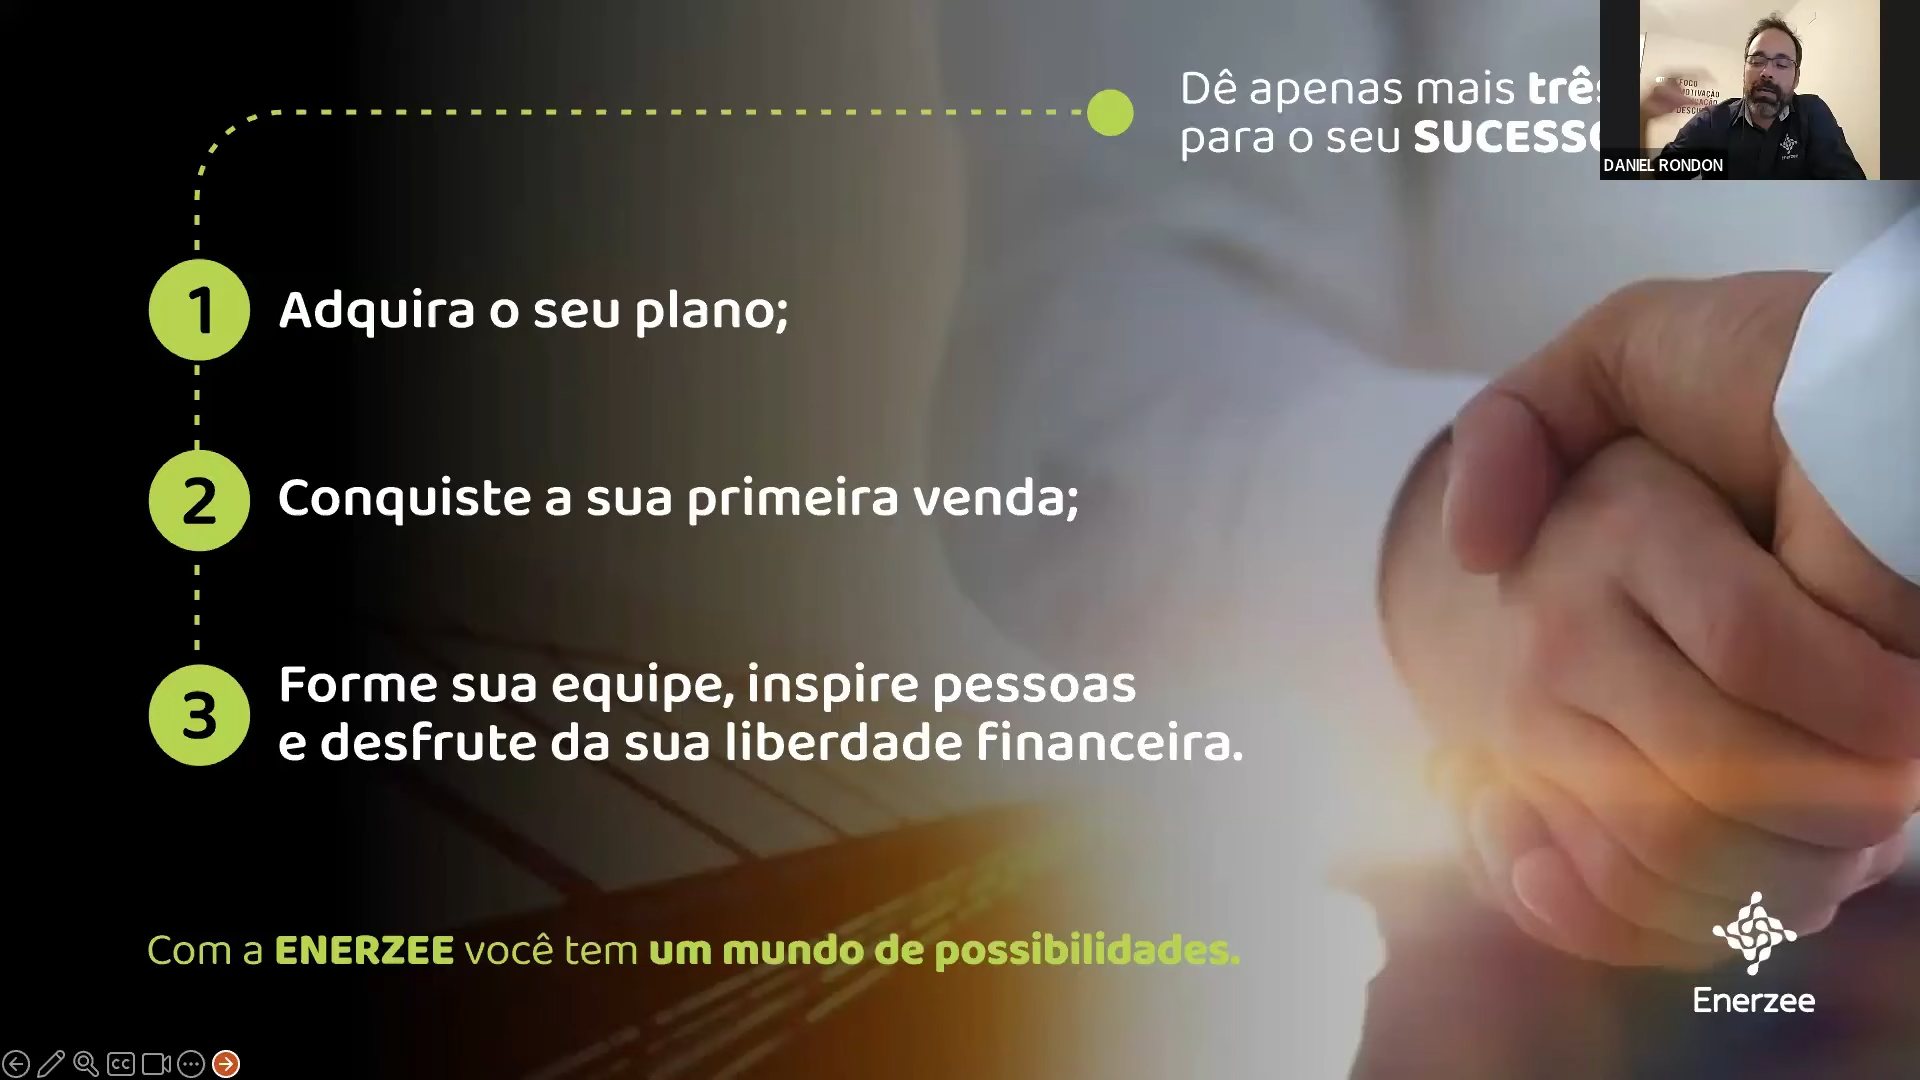 Dê apenas mais três
para o seu SUCESSO
FOCO
DANIEL RONDON
1 Adquira o seu plano;
2 Conquiste a sua primeira venda;
3 Forme sua equipe, inspire pessoas
e desfrute da sua liberdade financeira.
Com a ENERZEE você tem um mundo de possibilidades.
Enerzee
CC